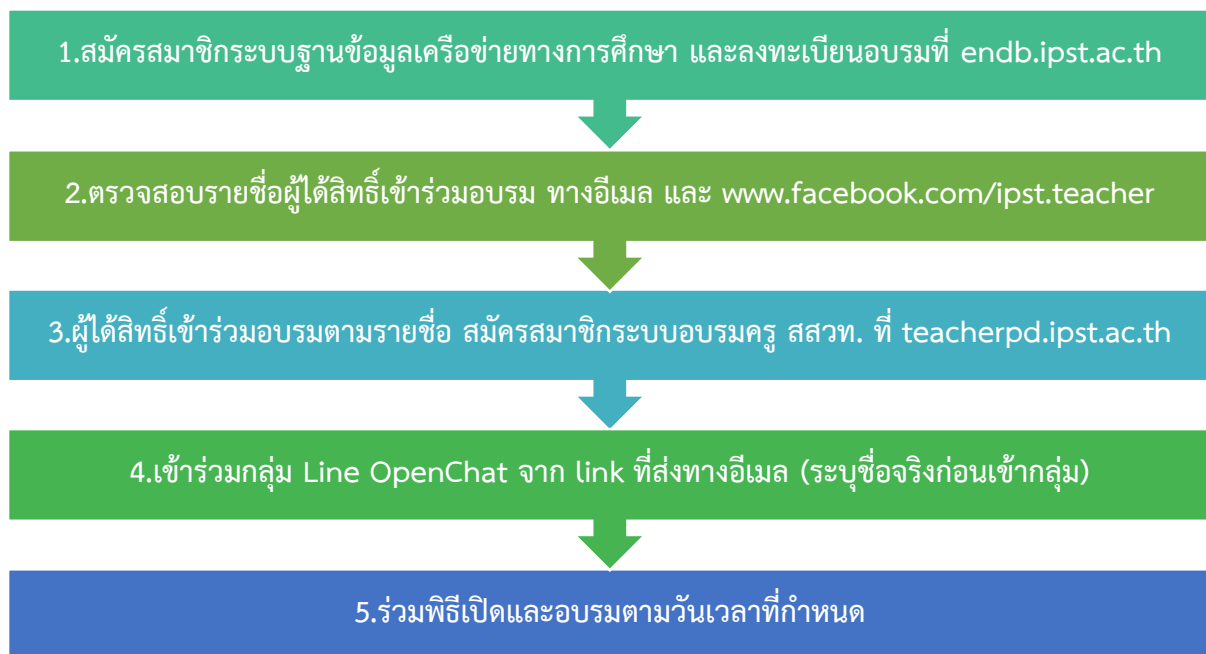 1.สมัครสมาชิกระบบฐานข้อมูลเครือข่ายทางการศึกษา และลงทะเบียนอบรมที่ endb.ipst.ac.th
2.ตรวจสอบรายชื่อผู้ได้สิทธิ์เข้าร่วมอบรม ทางอีเมล และ www.facebook.com/ipst.teacher
3.ผู้ได้สิทธิ์เข้าร่วมอบรมตามรายชื่อ สมัครสมาชิกระบบอบรมครู สสวท. ที่ teacherpd.ipst.ac.th
4.เข้าร่วมกลุ่ม Line OpenChat จาก link ที่ส่งทางอีเมล (ระบุชื่อจริงก่อนเข้ากลุ่ม)
5.ร่วมพิธีเปิดและอบรมตามวันเวลาที่กำหนด